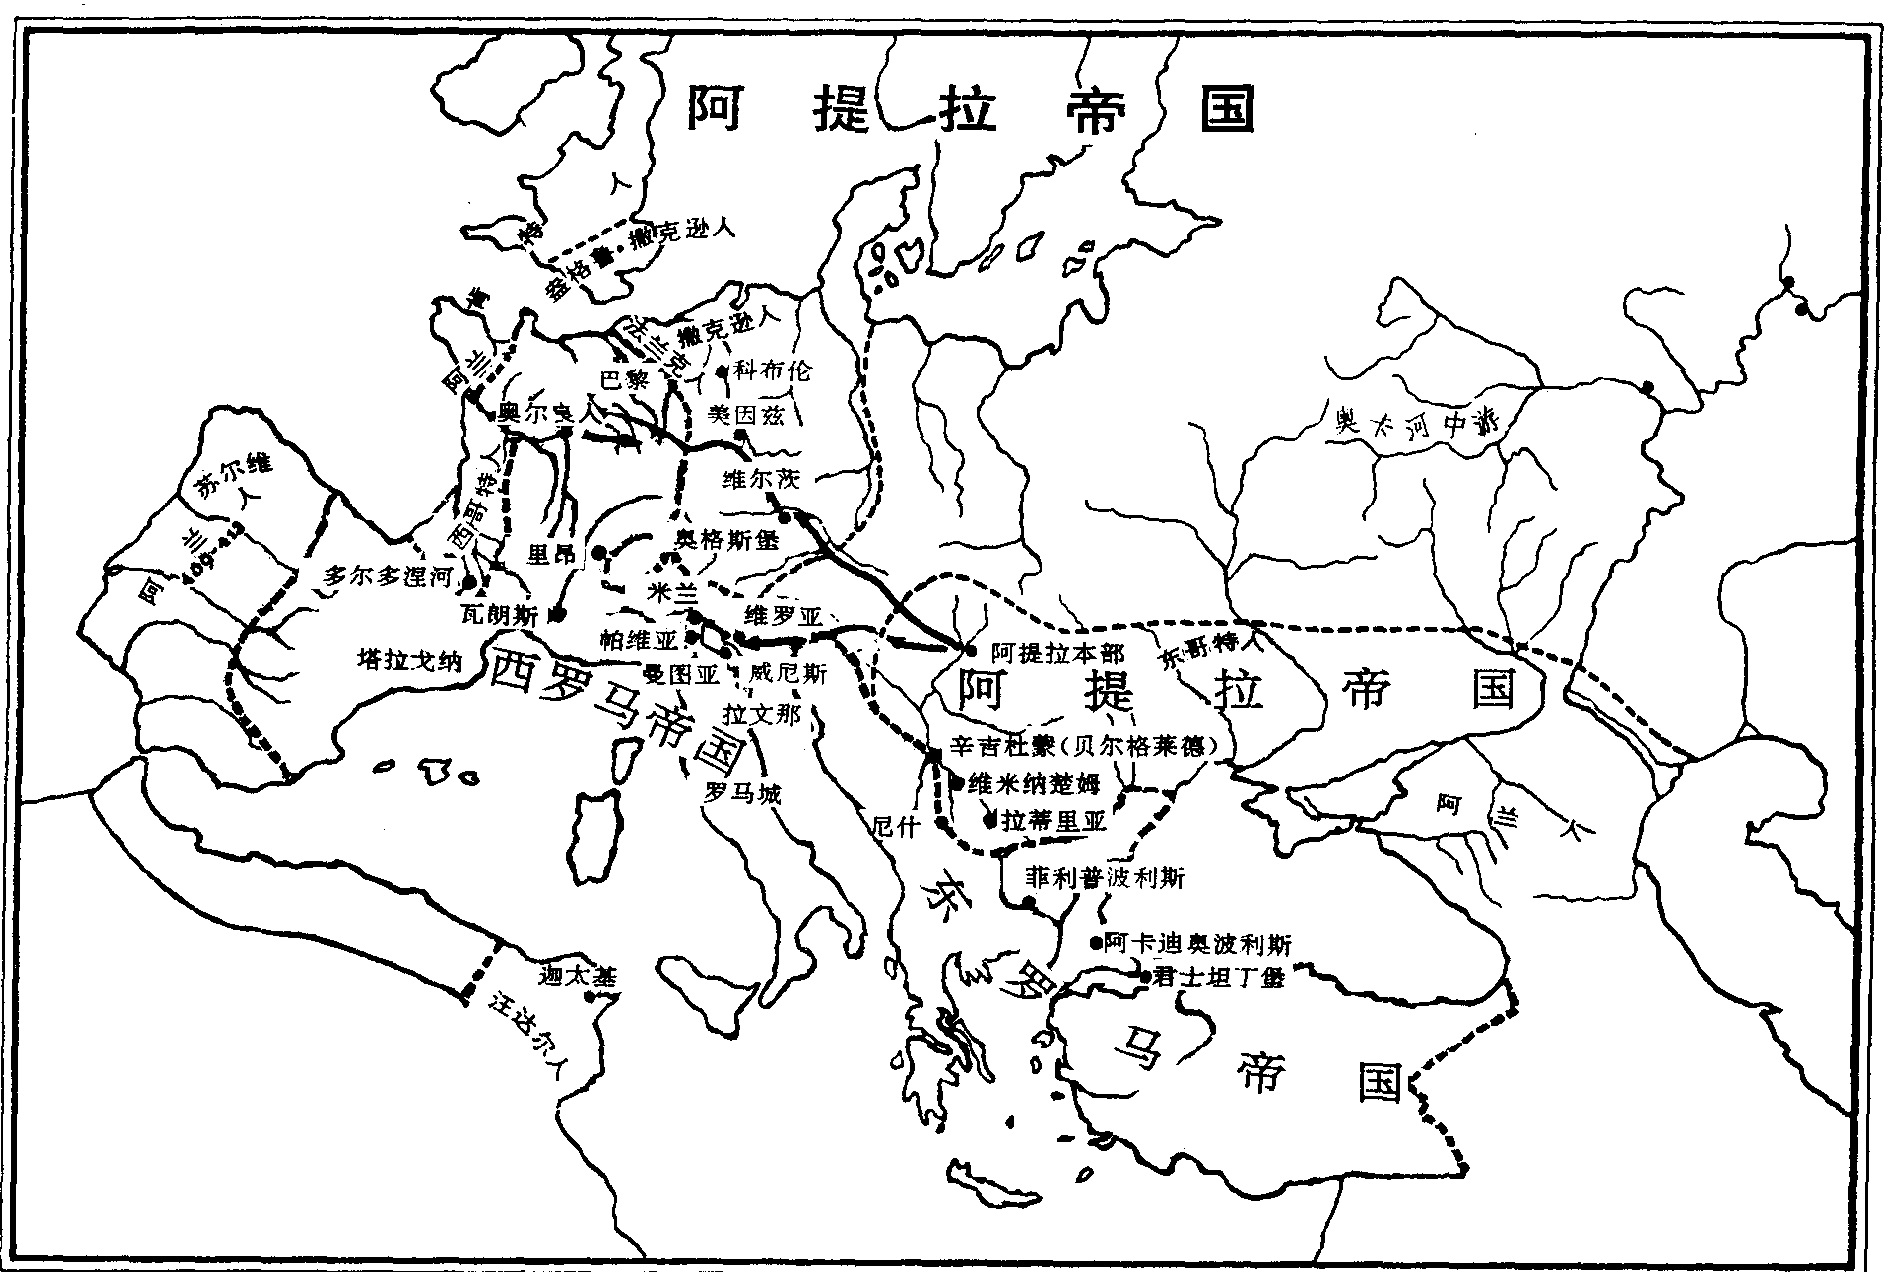 阿提拉帝国
人
特
肯
盎格鲁·撒克逊人
法兰克
撒克逊人
科布伦
巴黎
阿兰
美因兹
奥尔良人
奥卡河中游
苏尔维人
维尔茨
西哥特人
阿兰
409-412
里昂
奥格斯堡
多尔多涅河
米兰
瓦朗斯
维罗亚
帕维亚
阿提拉本部
东哥特人
塔拉戈纳
西罗马帝国
曼图亚
威尼斯
阿提拉帝国
拉文那
辛吉杜蒙(贝尔格莱德)
维米纳楚姆
罗马城
拉蒂里亚
尼什
阿兰人
菲利普波利斯
东罗马帝国
阿卡迪奥波利斯
君士坦丁堡
迦太基
汪达尔人